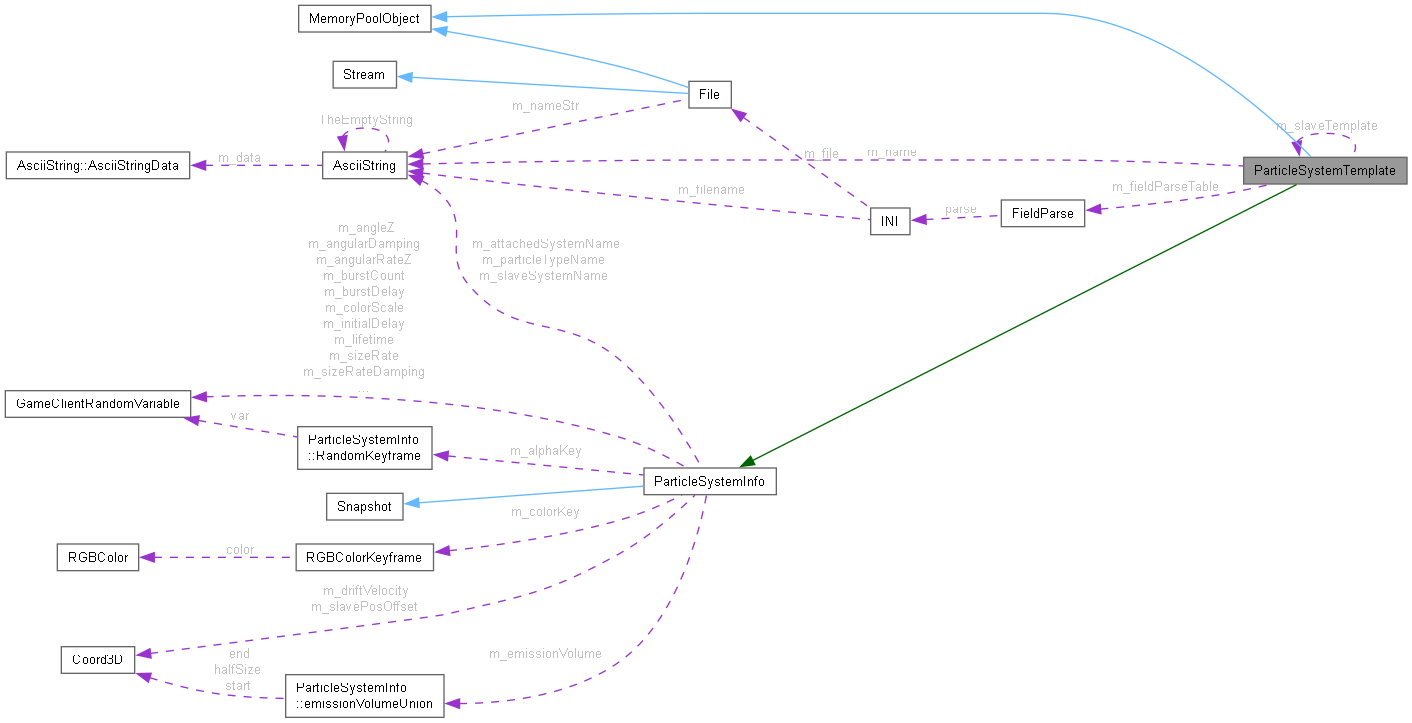 MemoryPoolObject
Stream
File
m_nameStr
TheEmptyString
m_slaveTemplate
AsciiString::AsciiStringData
m_data
AsciiString
m_file
m_name
ParticleSystemTemplate
m_filename
m_fieldParseTable
INI
parse
FieldParse
m_angleZ
m_angularDamping
m_angularRateZ
m_burstCount
m_burstDelay
m_colorScale
m_initialDelay
m_lifetime
m_sizeRate
m_sizeRateDamping
...
m_attachedSystemName
m_particleTypeName
m_slaveSystemName
GameClientRandomVariable
var
ParticleSystemInfo
::RandomKeyframe
m_alphaKey
ParticleSystemInfo
Snapshot
m_colorKey
RGBColor
color
RGBColorKeyframe
m_driftVelocity
m_slavePosOffset
Coord3D
end
halfSize
start
m_emissionVolume
ParticleSystemInfo
::emissionVolumeUnion